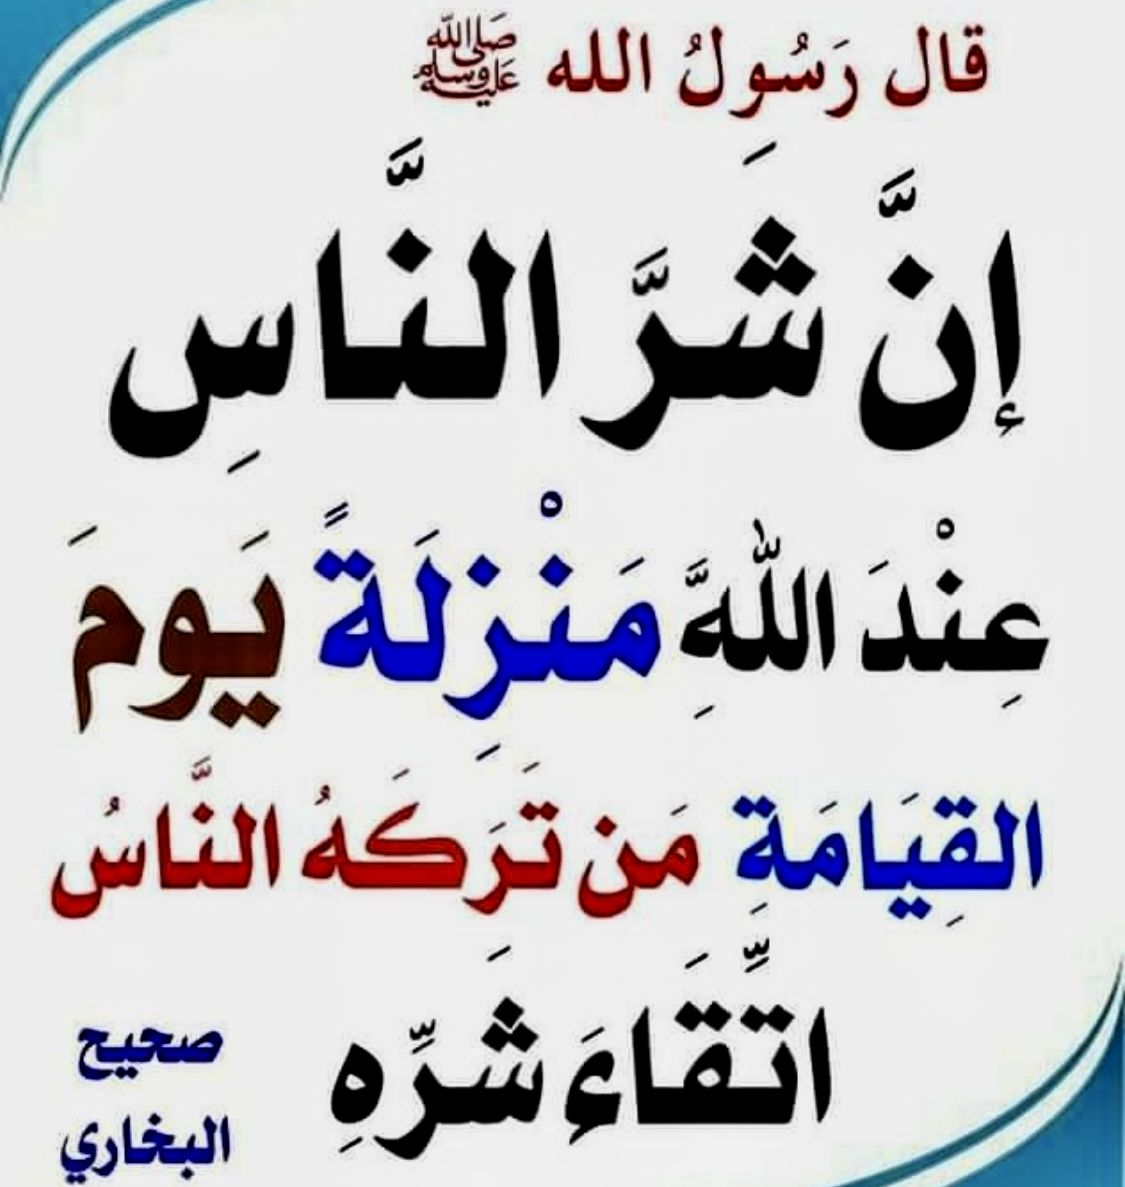 قال رَسُولُ الله ﷺ
إنَّ شَرَّ النَّاسِ
عِنْدَ اللهَِّ مَنْزِلَةً يَومَ
القِيَامَةِ مَن تَرَكَهُ النَّاسُ
اتِّقَاءَ شَرِّهِ
صحيح
البخاري